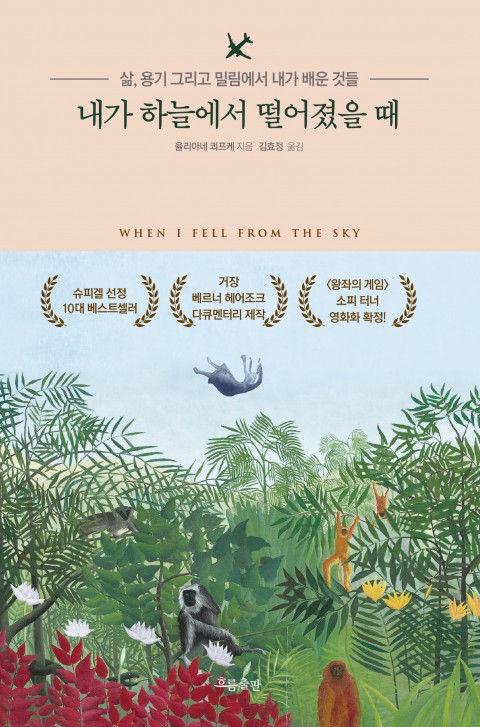 삶, 용기 그리고 밀림에서 내가 배운 것들
내가 하늘에서 떨어졌을 때
율리아네 쾨프케 지음 김효정 옮김
WHEN I FELL FROM THE SKY
슈피겔 선정
10대 베스트셀러
거장
베르너 헤어조크
다큐멘터리 제작
〈왕좌의 게임〉
소피 터너
영화화 확정!
흐름출판